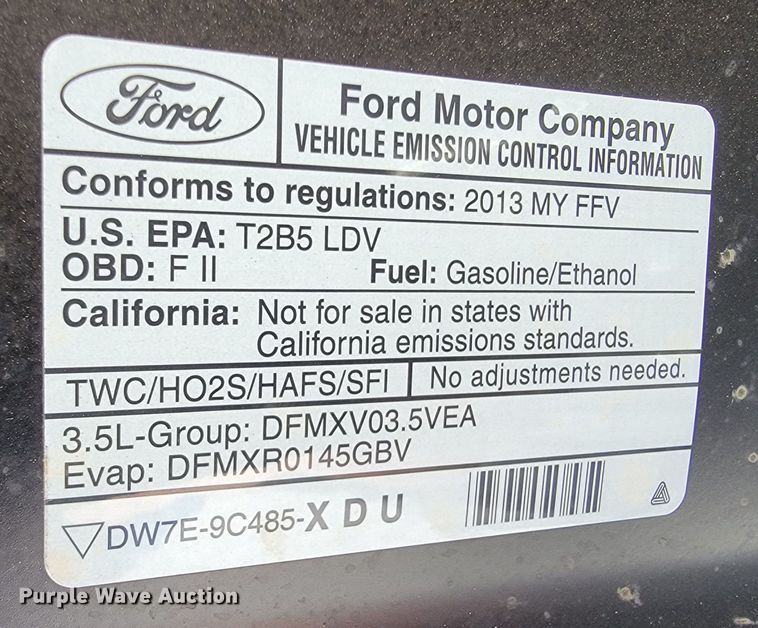 Ford
Ford Motor Company
VEHICLE EMISSION CONTROL INFORMATION
Conforms to regulations: 2013 MY FFV
U.S. EPA: T2B5 LDV
OBD: F II Fuel: Gasoline/Ethanol
California: Not for sale in states with
California emissions standards.
TWC/HO2S/HAFS/SFI No adjustments needed.
3.5L-Group: DFMXV03.5VEA
Evap: DFMXR0145GBV
DW7E-9C485-X D U
Purple Wave Auction